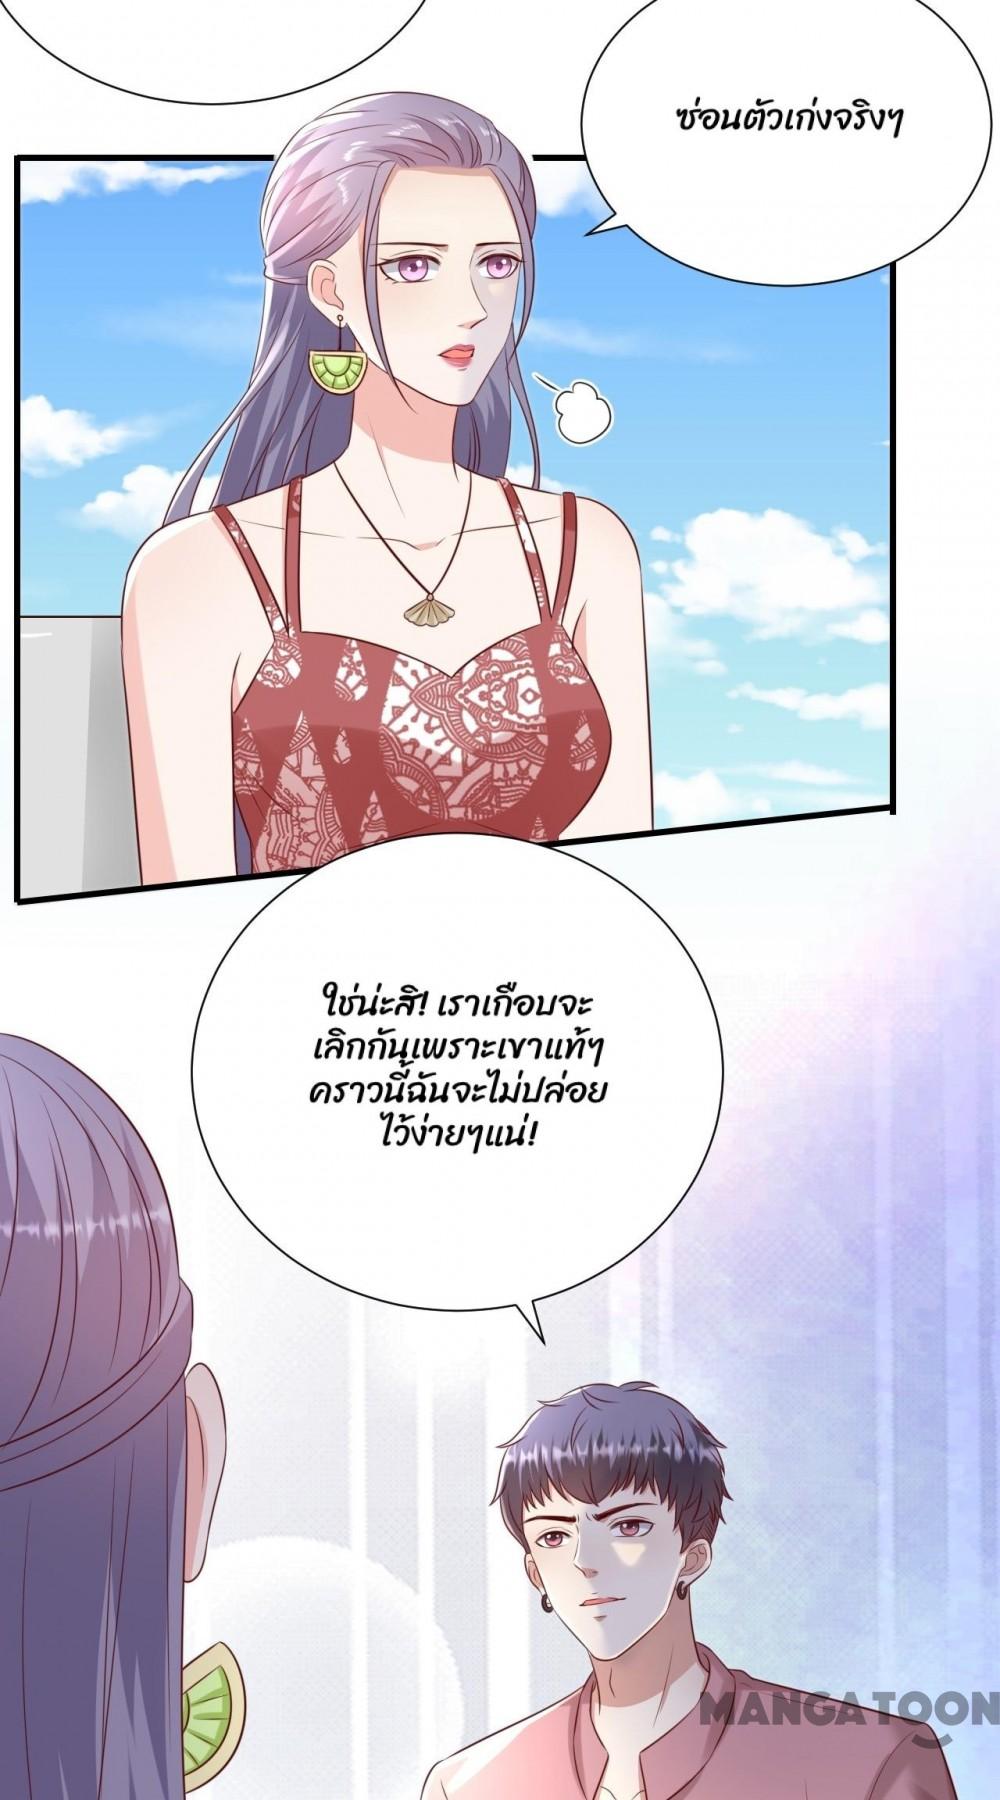 ซ่อนตัวเก่งจริงๆ
ใช่น่ะสิ! เราเกือบจะ
เลิกกันเพราะเขาแท้ๆ
คราวนี้ฉันจะไม่ปล่อย
ไว้ง่ายๆแน่!
MANGATOON